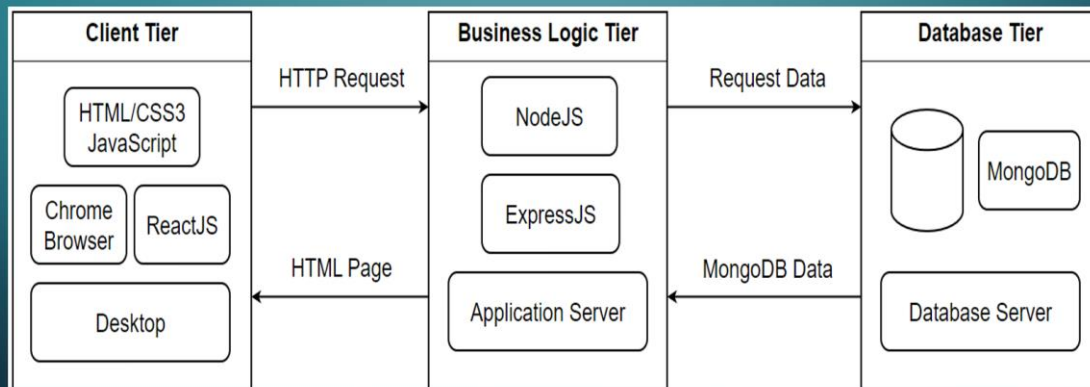 Client Tier
HTML/CSS3
JavaScript
Chrome
Browser
ReactJS
Desktop
HTTP Request
HTML Page
Business Logic Tier
NodeJS
ExpressJS
Application Server
Request Data
MongoDB Data
Database Tier
MongoDB
Database Server